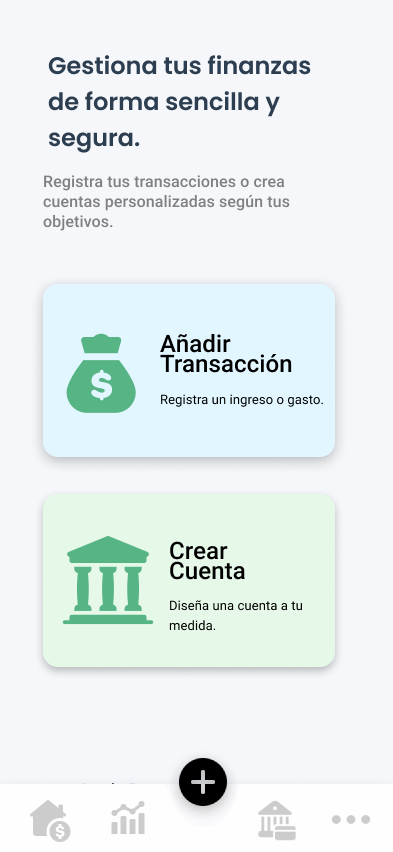 Gestiona tus finanzas
de forma sencilla y
segura.
Registra tus transacciones o crea
cuentas personalizadas según tus
objetivos.
Añadir
Transacción
$
Registra un ingreso o gasto.
Crear
Cuenta
Diseña una cuenta a tu
medida.
$